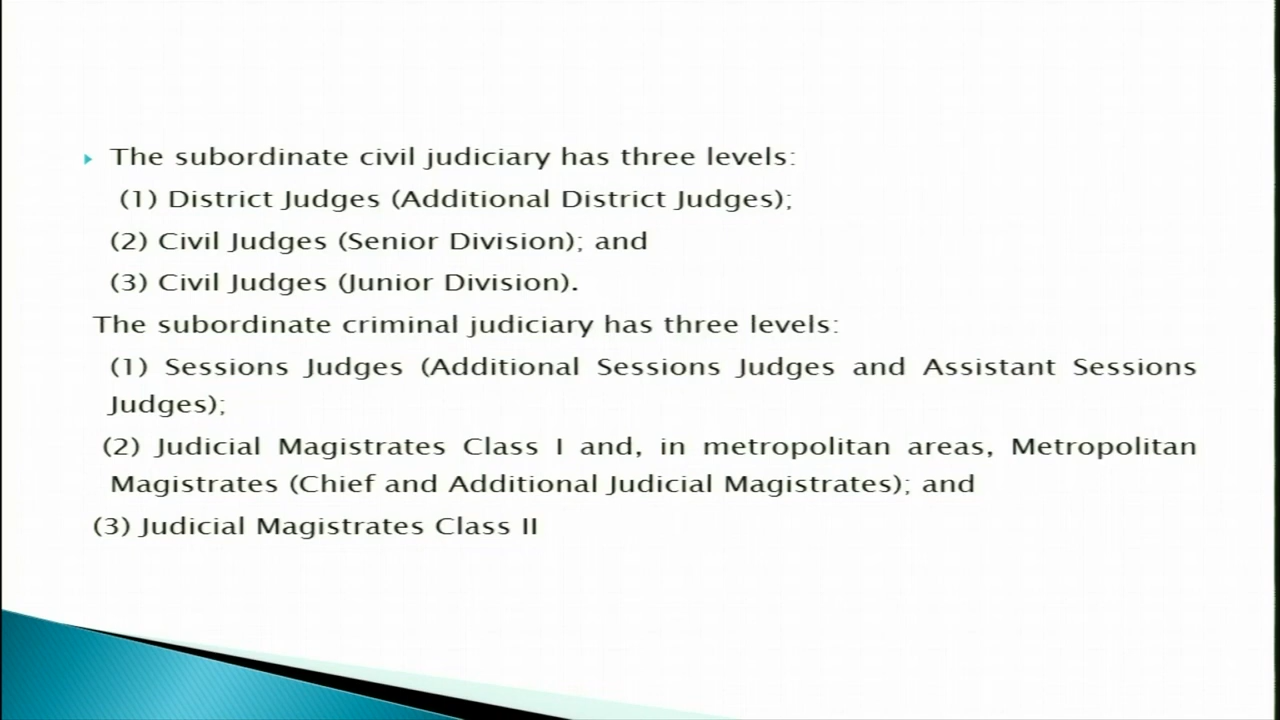 The subordinate civil judiciary has three levels:
(1) District Judges (Additional District Judges);
(2) Civil Judges (Senior Division); and
(3) Civil Judges (Junior Division).
The subordinate criminal judiciary has three levels:
(1) Sessions Judges (Additional Sessions Judges and Assistant Sessions
Judges);
(2) Judicial Magistrates Class I and, in metropolitan areas, Metropolitan
Magistrates (Chief and Additional Judicial Magistrates); and
(3) Judicial Magistrates Class II